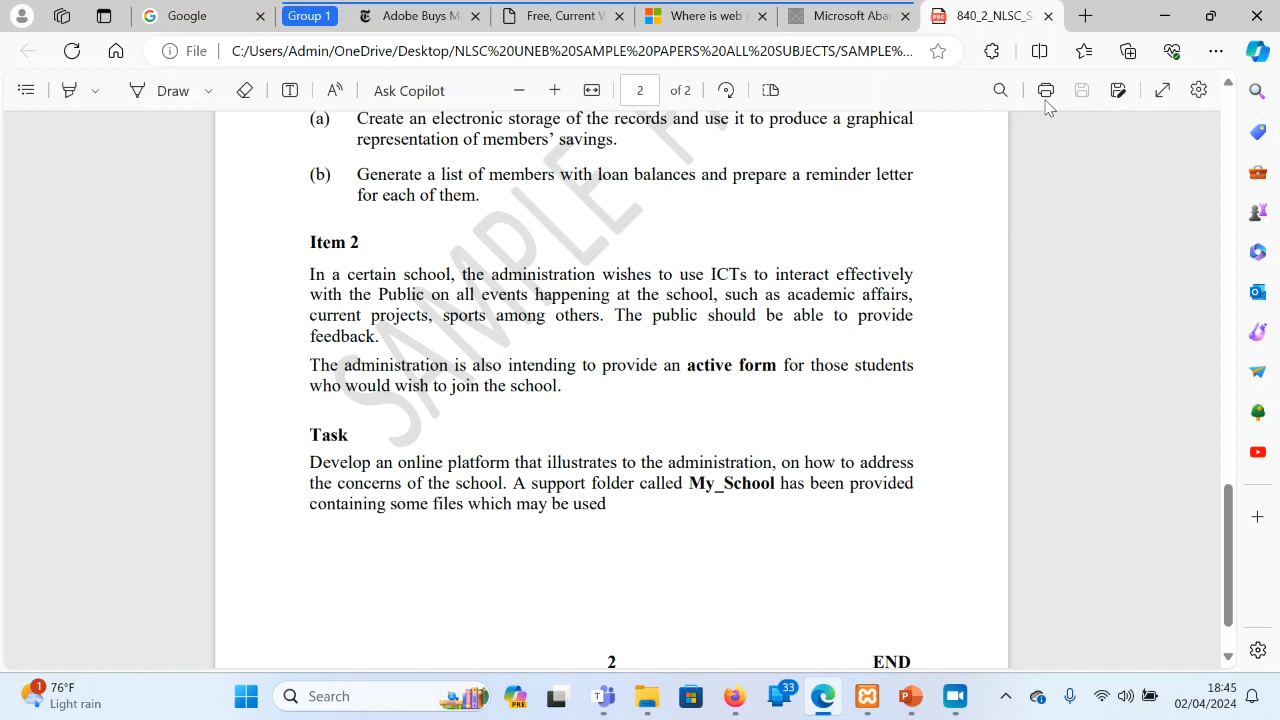 Google
Group 1
Adobe Buys M
Free, Current V
Where is web s
Microsoft Aba
840_2_NLSC_S
File
C:/Users/Admin/OneDrive/Desktop/NLSC%20UNEB%20SAMPLE%20PAPERS%20ALL%20SUBJECTS/SAMPLE%...
Draw
Ask Copilot
2
of 2
(a) Create an electronic storage of the records and use it to produce a graphical
representation of members' savings.
(b) Generate a list of members with loan balances and prepare a reminder letter
for each of them.
Item 2
In a certain school, the administration wishes to use ICTs to interact effectively
with the Public on all events happening at the school, such as academic affairs,
current projects, sports among others. The public should be able to provide
feedback.
The administration is also intending to provide an active form for those students
who would wish to join the school.
Task
Develop an online platform that illustrates to the administration, on how to address
the concerns of the school. A support folder called My_School has been provided
containing some files which may be used
SAMPLE
2 END
1
76°F
Light rain
Search
PRE
33
18:45
02/04/2024